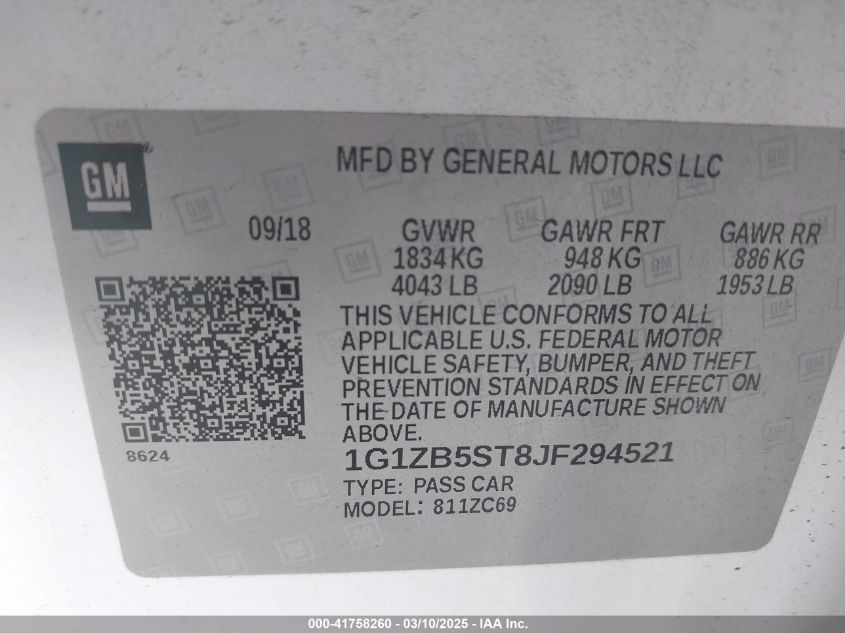 GM
MFD BY GENERAL MOTORS LLC
09/18
GVWR GAWR FRT GAWR RR
1834 KG 948 KG 886 KG
4043 LB 2090 LB 1953 LB
THIS VEHICLE CONFORMS TO ALL
APPLICABLE U.S. FEDERAL MOTOR
VEHICLE SAFETY, BUMPER, AND THEFT
PREVENTION STANDARDS IN EFFECT ON
THE DATE OF MANUFACTURE SHOWN
ABOVE.
8624
1G1ZB5ST8JF294521
TYPE: PASS CAR
MODEL: 811ZC69
000-41758260 - 03/10/2025 - IAA Inc.